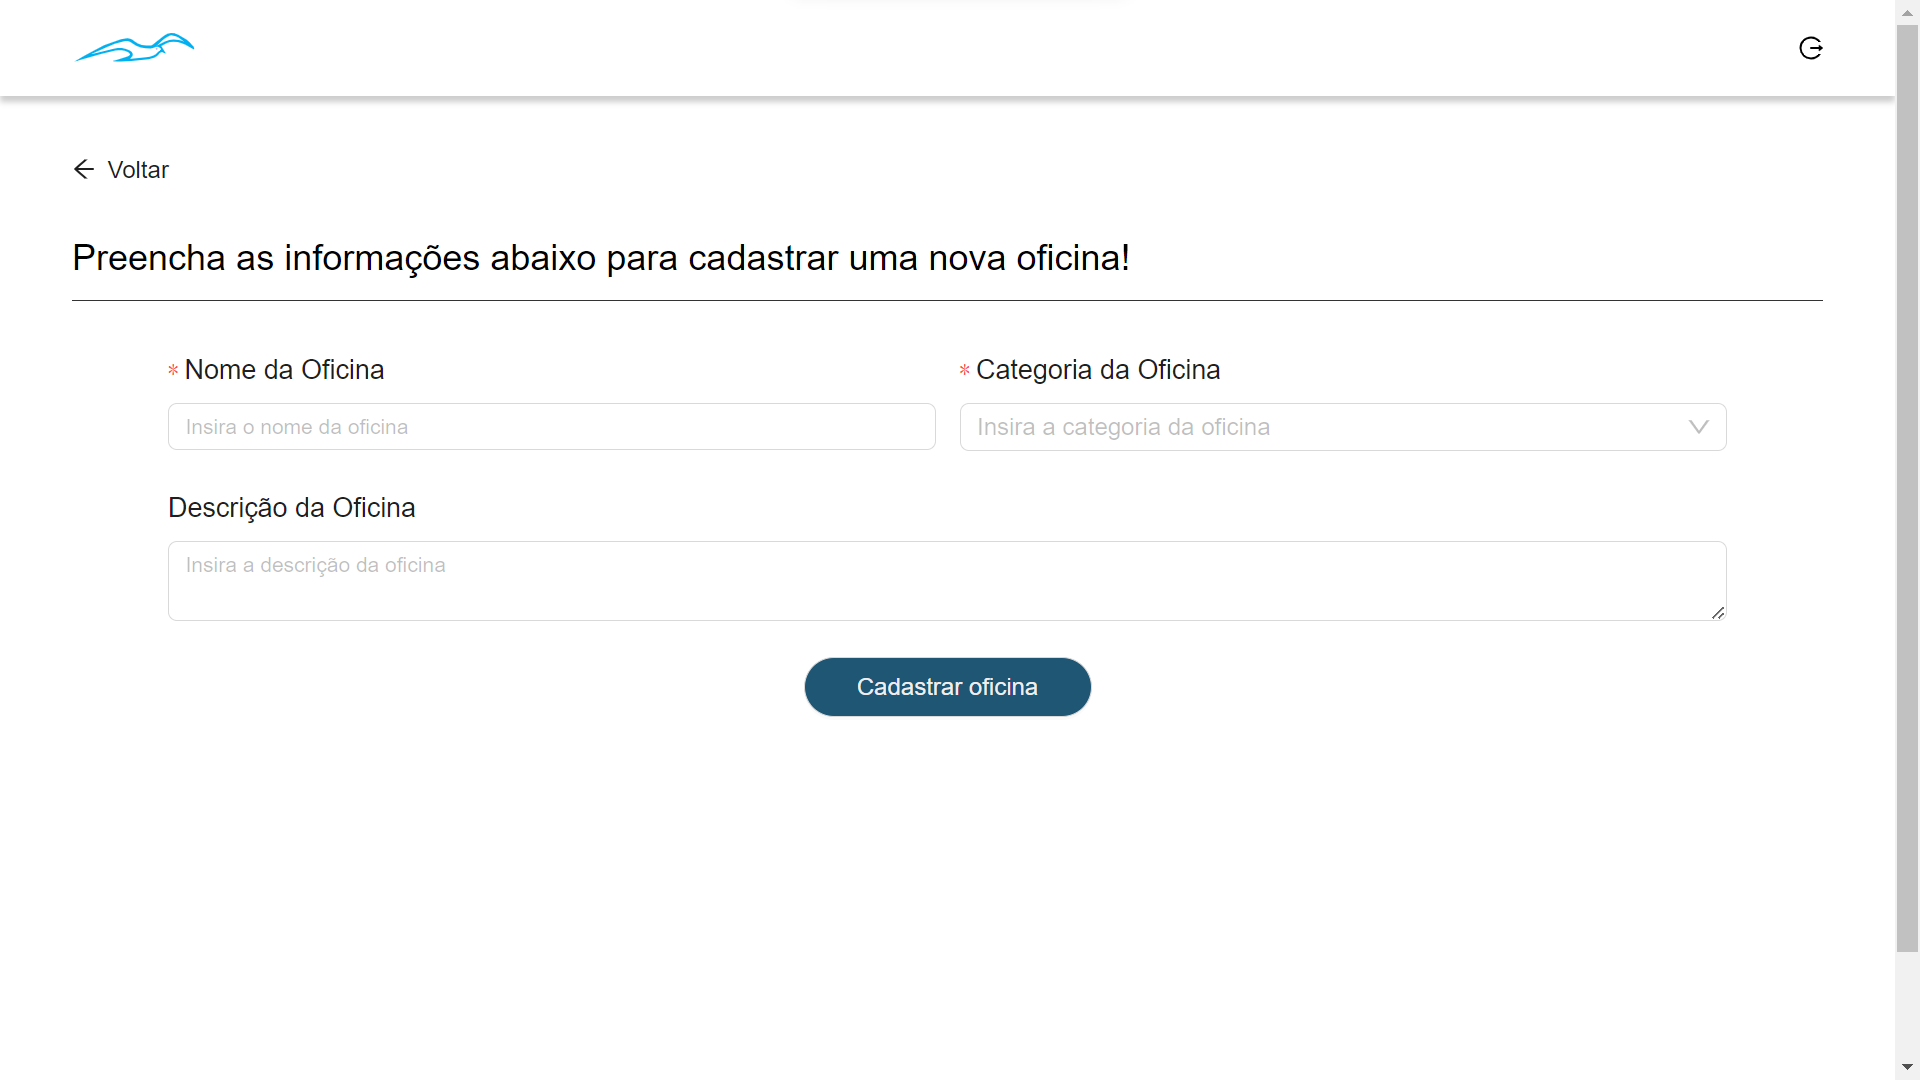 Voltar
Preencha as informações abaixo para cadastrar uma nova oficina!
* Nome da Oficina
* Categoria da Oficina
Insira o nome da oficina
Insira a categoria da oficina
Descrição da Oficina
Insira a descrição da oficina
Cadastrar oficina